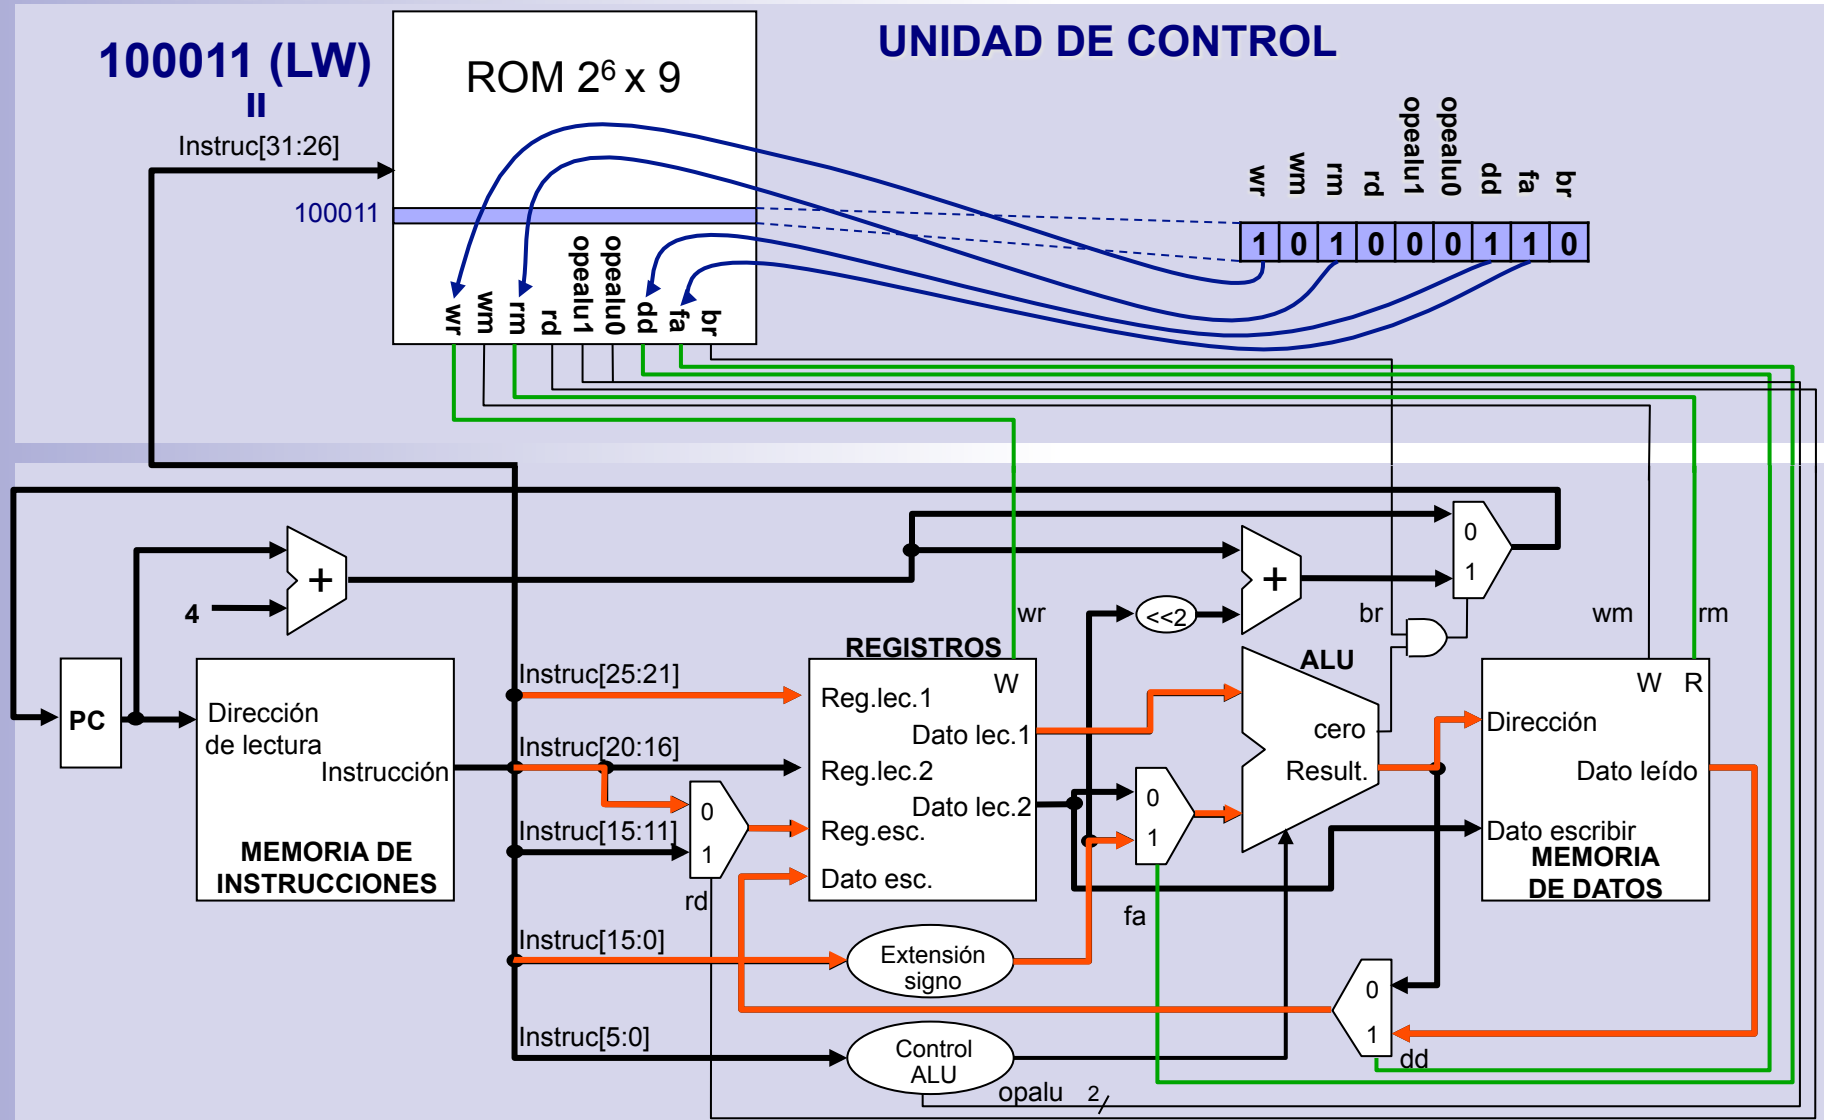 UNIDAD DE CONTROL
100011 (LW)
=
ROM 2⁶ x 9
Instruc[31:26]
100011
wr wm rm rd opealu1 opealu0 dd fa br
1 0 1 0 0 0 1 1 0
wr wm rm rd opealu1 opealu0 dd fa br
0
1
+
+
4
<<2
wr
br
wm
rm
REGISTROS
ALU
Instruc[25:21]
W
W R
PC
Dirección
de lectura
Reg.lec.1
Dato lec.1
cero
Dirección
Instruc[20:16]
Instrucción
Reg.lec.2
Result.
Dato leído
Dato lec.2
0
1
0
1
Instruc[15:11]
Reg.esc.
Dato escribir
MEMORIA DE
INSTRUCCIONES
MEMORIA
DE DATOS
Dato esc.
rd
fa
Instruc[15:0]
Extensión
signo
0
1
Instruc[5:0]
Control
ALU
dd
opalu 2